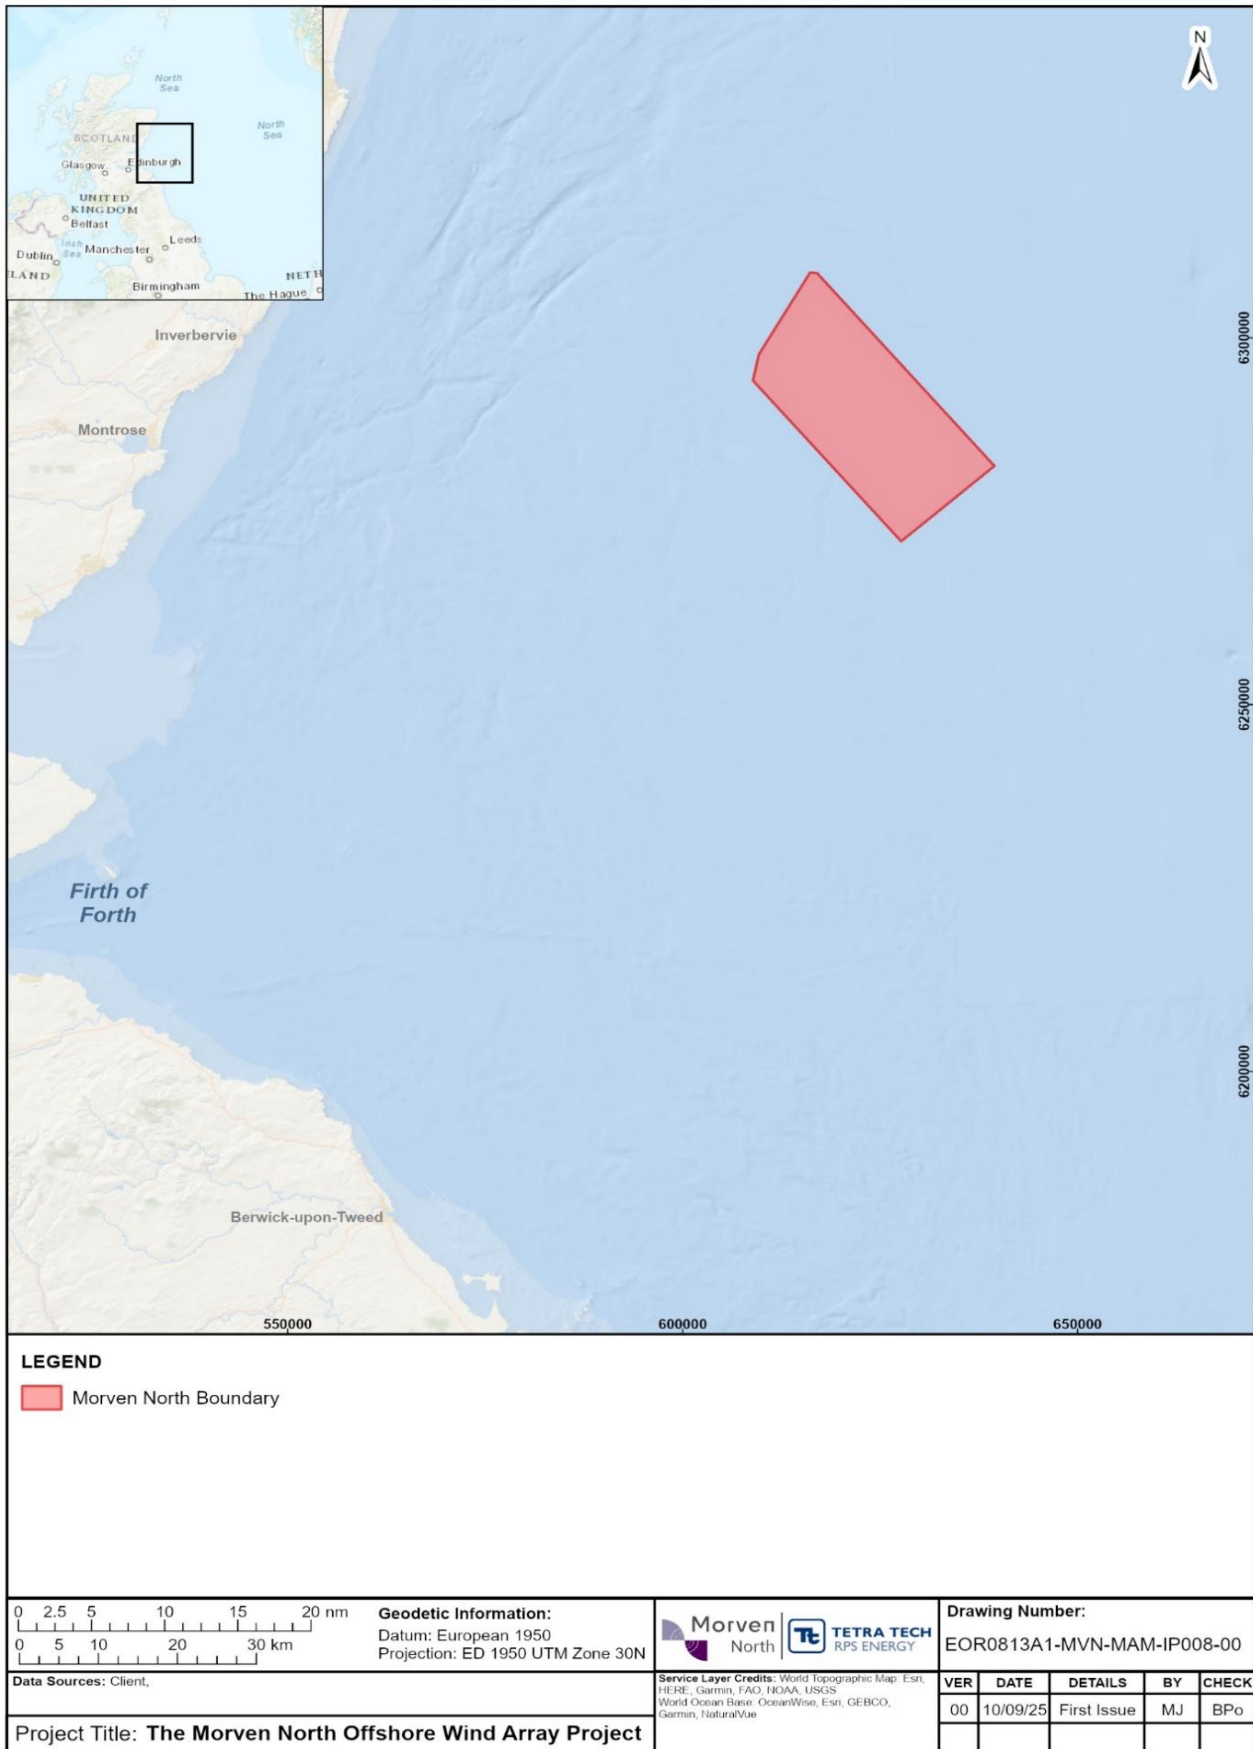 N
North
Sea
North
Sea
SCOTLAND
Glasgow
Edinburgh
UNITED
KINGDOM
Belfast
Irish
Sea
Manchester
Leeds
Dublin
LAND
NETH
Birmingham
The Hague
Inverbervie
Montrose
6300000
6250000
Firth of
Forth
6200000
Berwick-upon-Tweed
550000
600000
650000
LEGEND
Morven North Boundary
0 2.5 5 10 15 20 nm
0 5 10 20 30 km
Geodetic Information:
Datum: European 1950
Projection: ED 1950 UTM Zone 30N
Morven
North
Tt
TETRA TECH
RPS ENERGY
Drawing Number:
EOR0813A1-MVN-MAM-IP008-00
Data Sources: Client,
Service Layer Credits: World Topographic Map: Esri,
HERE, Garmin, FAO, NOAA, USGS
World Ocean Base: OceanWise, Esri, GEBCO,
Garmin, NaturalVue
VER DATE DETAILS BY CHECK
00 10/09/25 First Issue MJ BPo
Project Title: The Morven North Offshore Wind Array Project